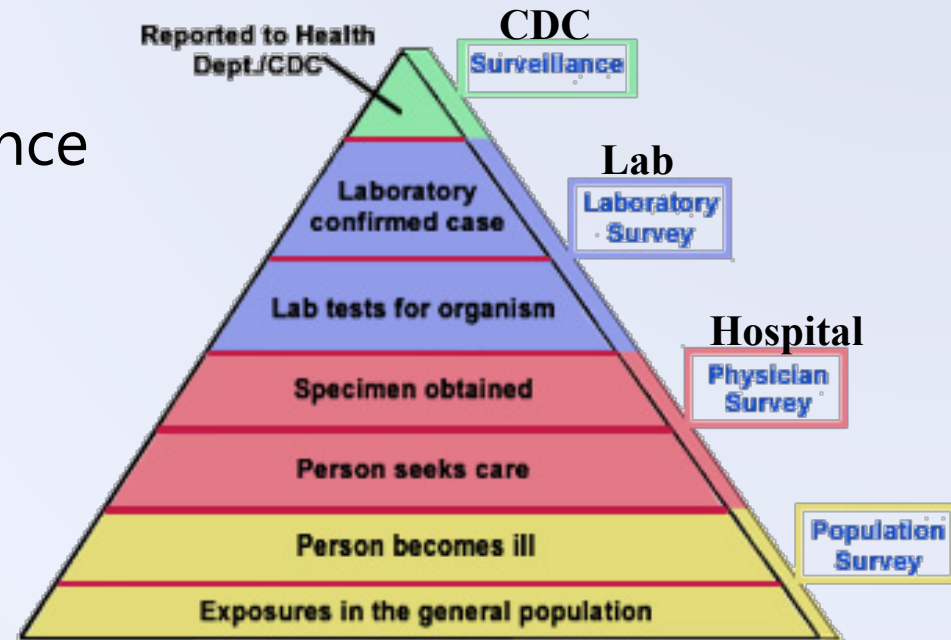 CDC
Reported to Health
Dept./CDC
Surveillance
nce
Lab
Laboratory
confirmed case
Laboratory
Survey
Lab tests for organism
Hospital
Specimen obtained
Physician
Survey
Person seeks care
Person becomes ill
Population
Survey
Exposures in the general population